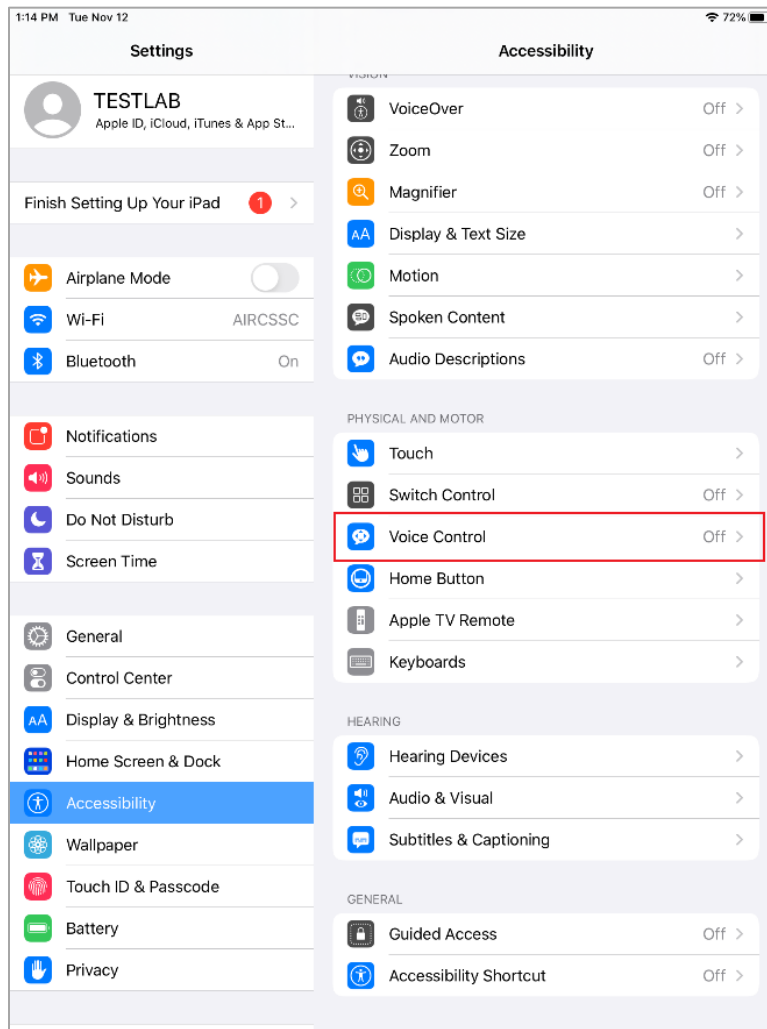 1:14 PM Tue Nov 12
72%
Settings
TESTLAB
Apple ID, iCloud, iTunes & App St...
Finish Setting Up Your iPad 1
Airplane Mode
Wi-Fi AIRCSSC
Bluetooth On
Notifications
Sounds
Do Not Disturb
Screen Time
General
Control Center
AA Display & Brightness
Home Screen & Dock
Accessibility
Wallpaper
Touch ID & Passcode
Battery
Privacy
Accessibility
VISION
VoiceOver Off
Zoom Off
Magnifier Off
AA Display & Text Size
Motion
Spoken Content
Audio Descriptions Off
PHYSICAL AND MOTOR
Touch
Switch Control Off
Voice Control Off
Home Button
Apple TV Remote
Keyboards
HEARING
Hearing Devices
Audio & Visual
Subtitles & Captioning
GENERAL
Guided Access Off
Accessibility Shortcut Off